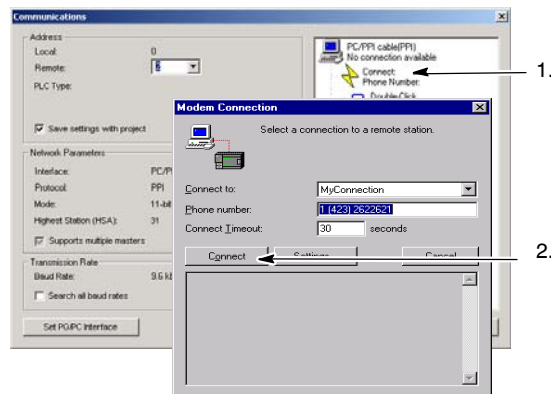 Communications
Address
Local: 0
Remote: 2
PLC Type:
Save settings with project
Network Parameters
Interface: PC/P
Protocol: PPI
Mode: 11-bit
Highest Station (HSA): 31
Supports multiple masters
Transmission Rate
Baud Rate: 9.6 k
Search all baud rates
Set PG/PC Interface
PC/PPI cable(PPI)
No connection available
Connect:
Phone Number:
Double-Click
1.
Modem Connection
Select a connection to a remote station.
Connect to: MyConnection
Phone number: 1 (423) 2622621
Connect Timeout: 30 seconds
Connect Settings Cancel
2.